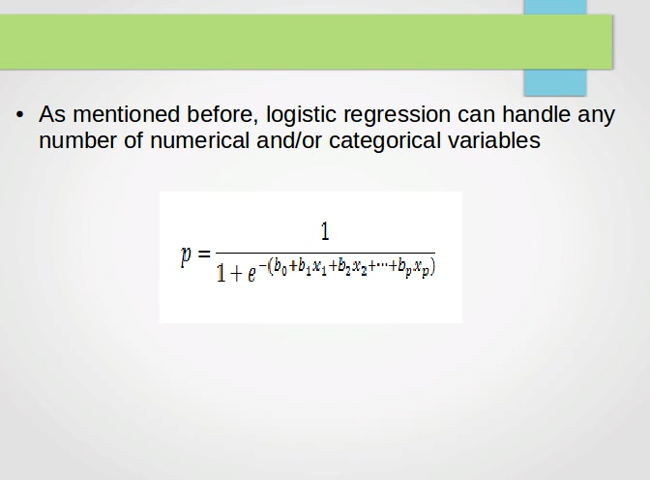 • As mentioned before, logistic regression can handle any
number of numerical and/or categorical variables
p = 1 / (1 + e^−(b₀+b₁x₁+b₂x₂+⋯+bₚxₚ))